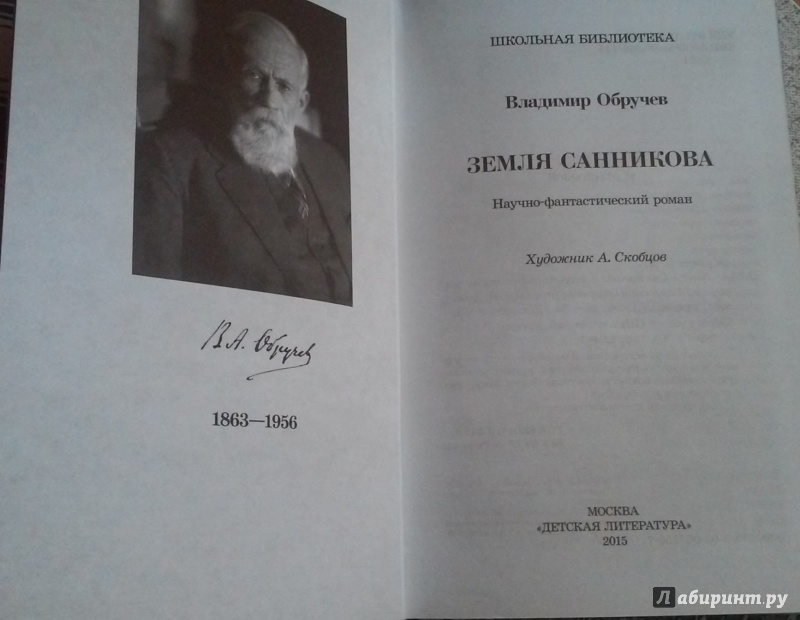 В.А. Обручев
1863—1956
ШКОЛЬНАЯ БИБЛИОТЕКА
Владимир Обручев
ЗЕМЛЯ САННИКОВА
Научно-фантастический роман
Художник А. Скобцов
МОСКВА
«ДЕТСКАЯ ЛИТЕРАТУРА»
2015
Лабиринт.ру